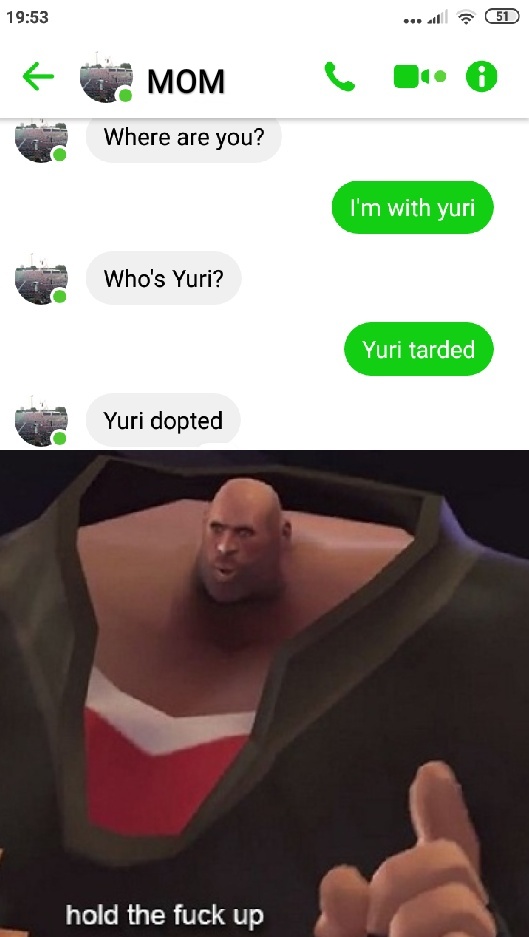 19:53
51
MOM
Where are you?
I'm with yuri
Who's Yuri?
Yuri tarded
Yuri dopted
hold the fuck up